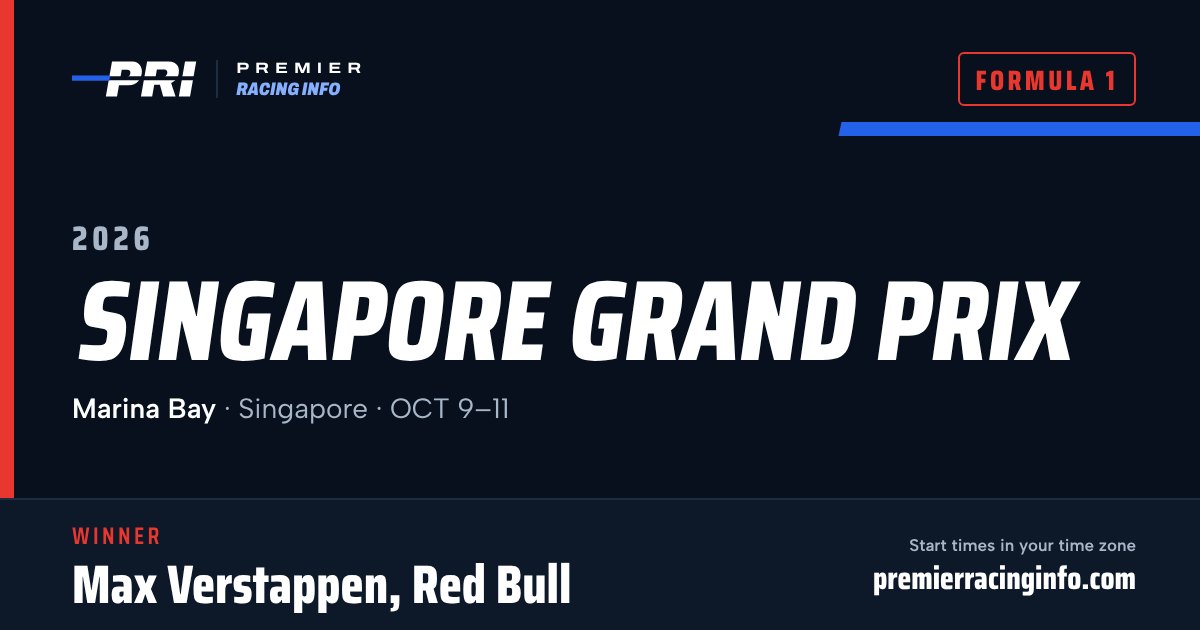 PRI
PREMIER
RACING INFO
FORMULA 1
2026
SINGAPORE GRAND PRIX
Marina Bay · Singapore · OCT 9–11
WINNER
Max Verstappen, Red Bull
Start times in your time zone
premierracinginfo.com